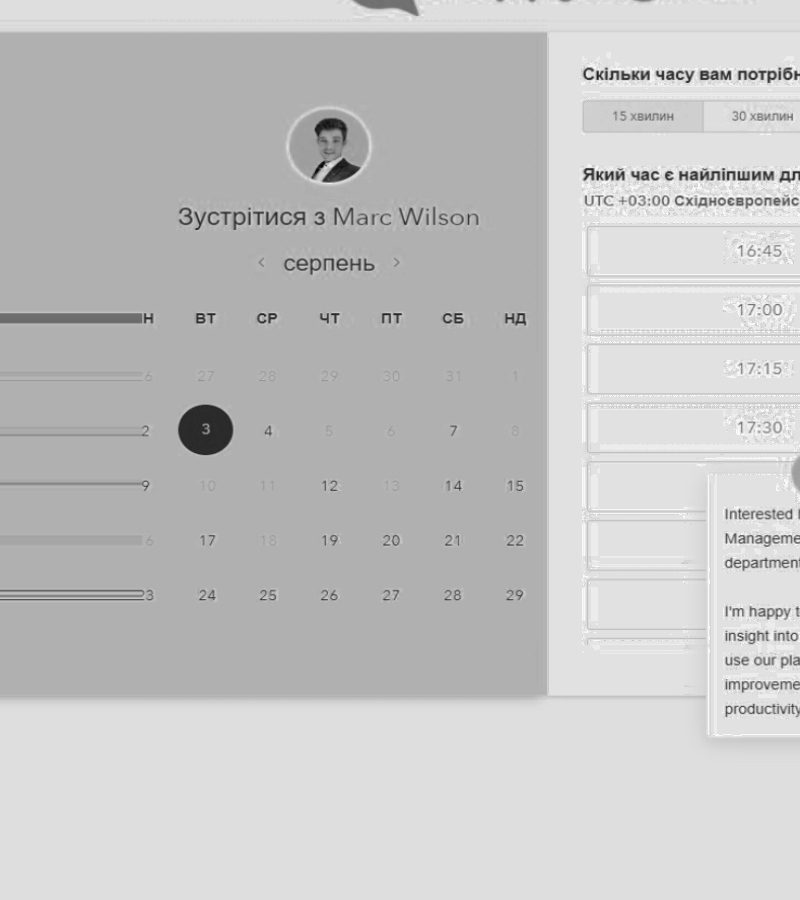 Зустрітися з Marc Wilson
серпень
Н ВТ СР ЧТ ПТ СБ НД
6 27 28 29 30 31 1
2 3 4 5 6 7 8
9 10 11 12 13 14 15
6 17 18 19 20 21 22
3 24 25 26 27 28 29
Скільки часу вам потрібн
15 хвилин 30 хвилин
Який час є найліпшим дл
UTC +03:00 Східноєвропейс
16:45
17:00
17:15
17:30
Interested
Manageme
department
I'm happy t
insight into
use our pla
improveme
productivity